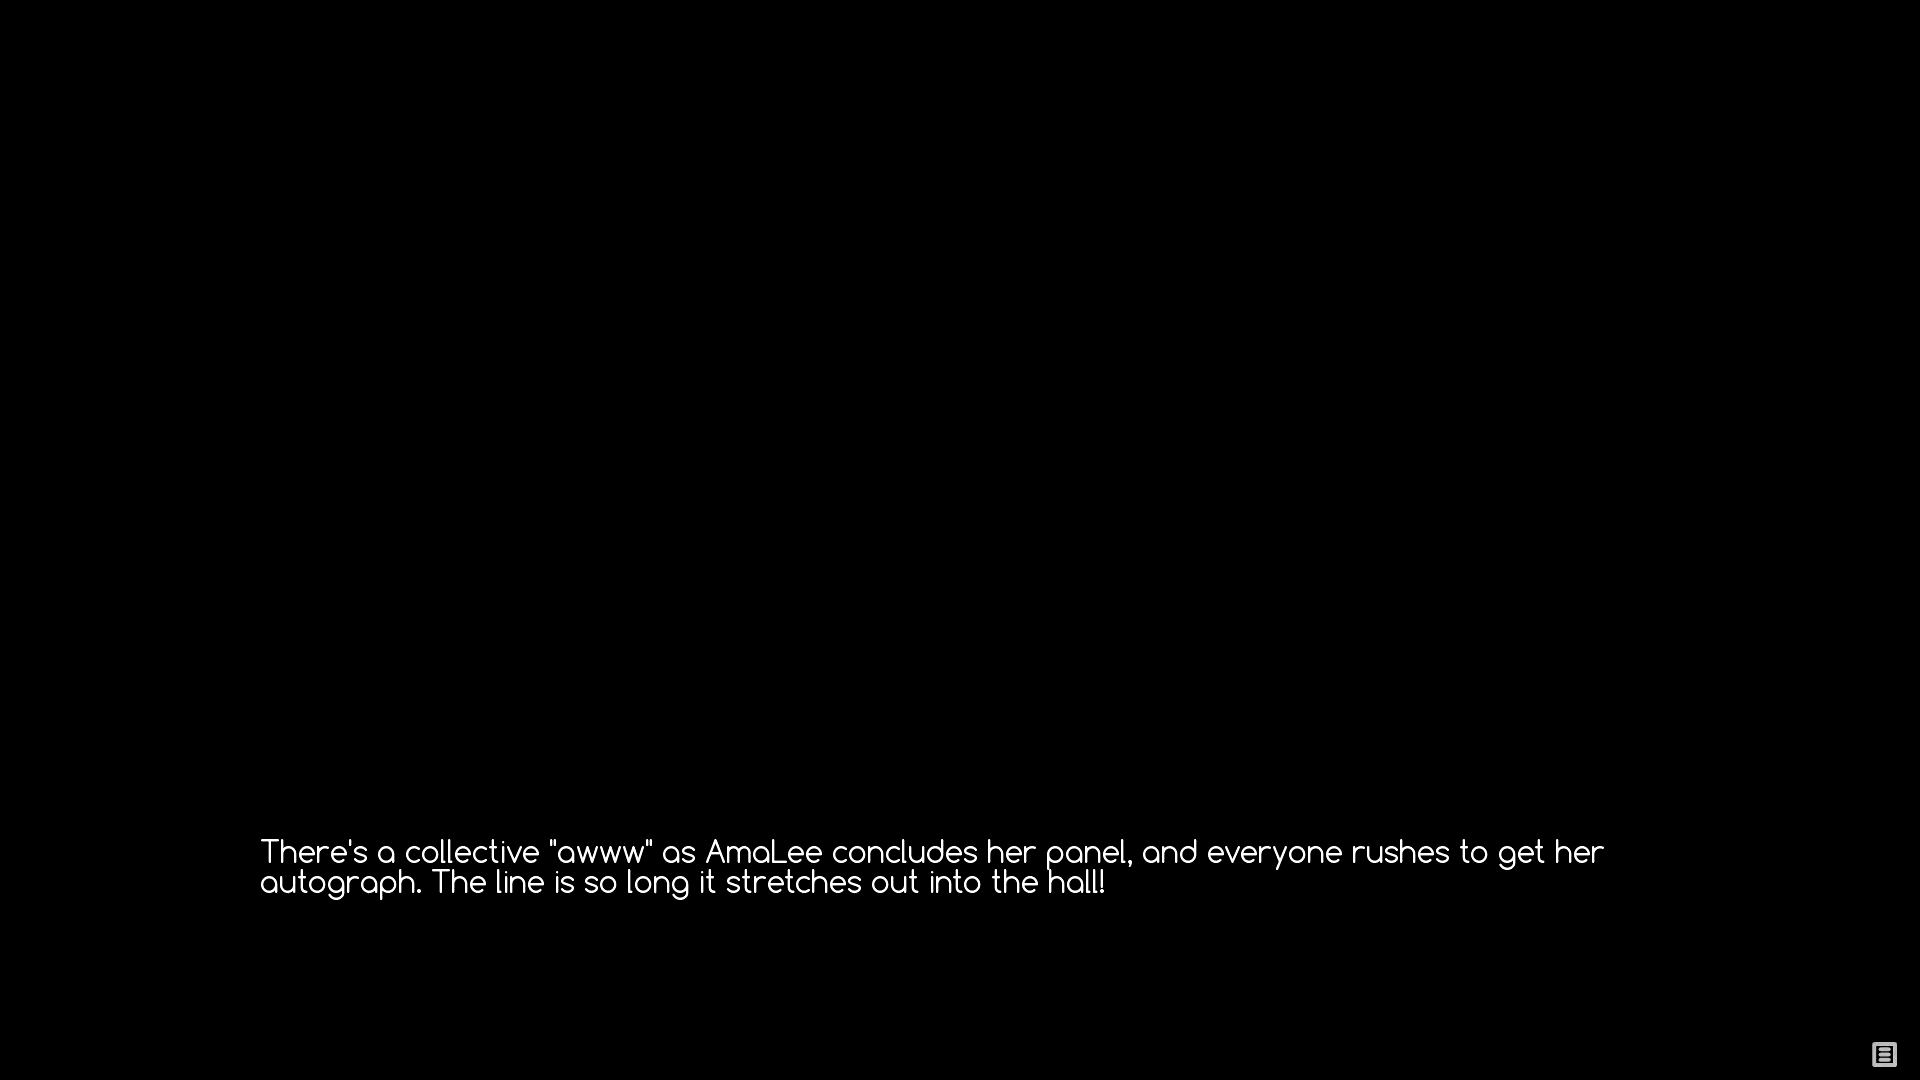 There's a collective "awww" as AmaLee concludes her panel, and everyone rushes to get her
autograph. The line is so long it stretches out into the hall!